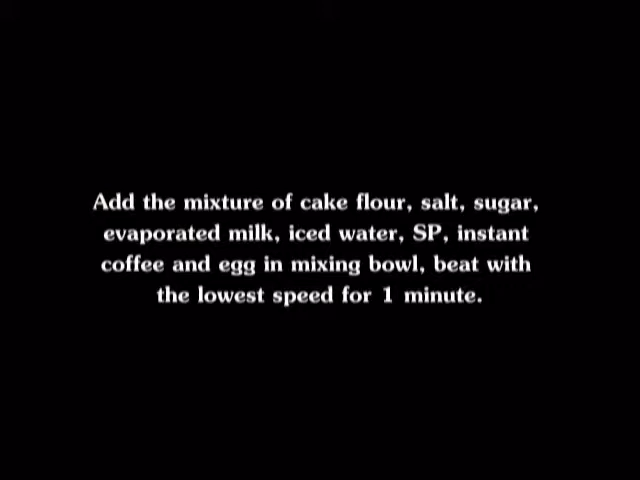 Add the mixture of cake flour, salt, sugar,
evaporated milk, iced water, SP, instant
coffee and egg in mixing bowl, beat with
the lowest speed for 1 minute.